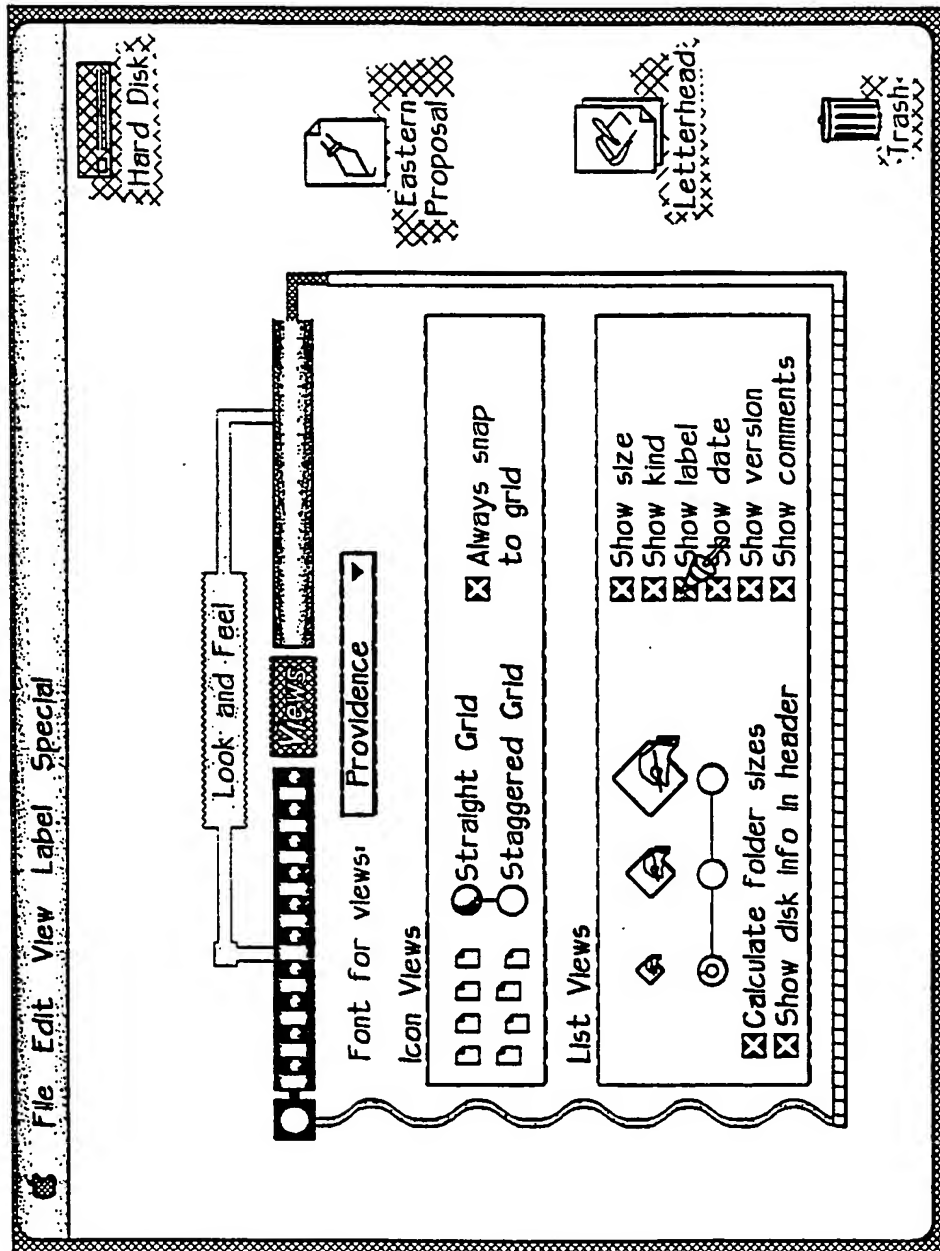 File Edit View Label Special
Hard Disk
Look and Feel
Views
Font for views: Providence
Eastern
Proposal
Icon Views
Straight Grid
Staggered Grid
Always snap
to grid
Letterhead
List Views
Show size
Show kind
Show label
Show date
Show version
Show comments
Calculate folder sizes
Show disk info in header
Trash